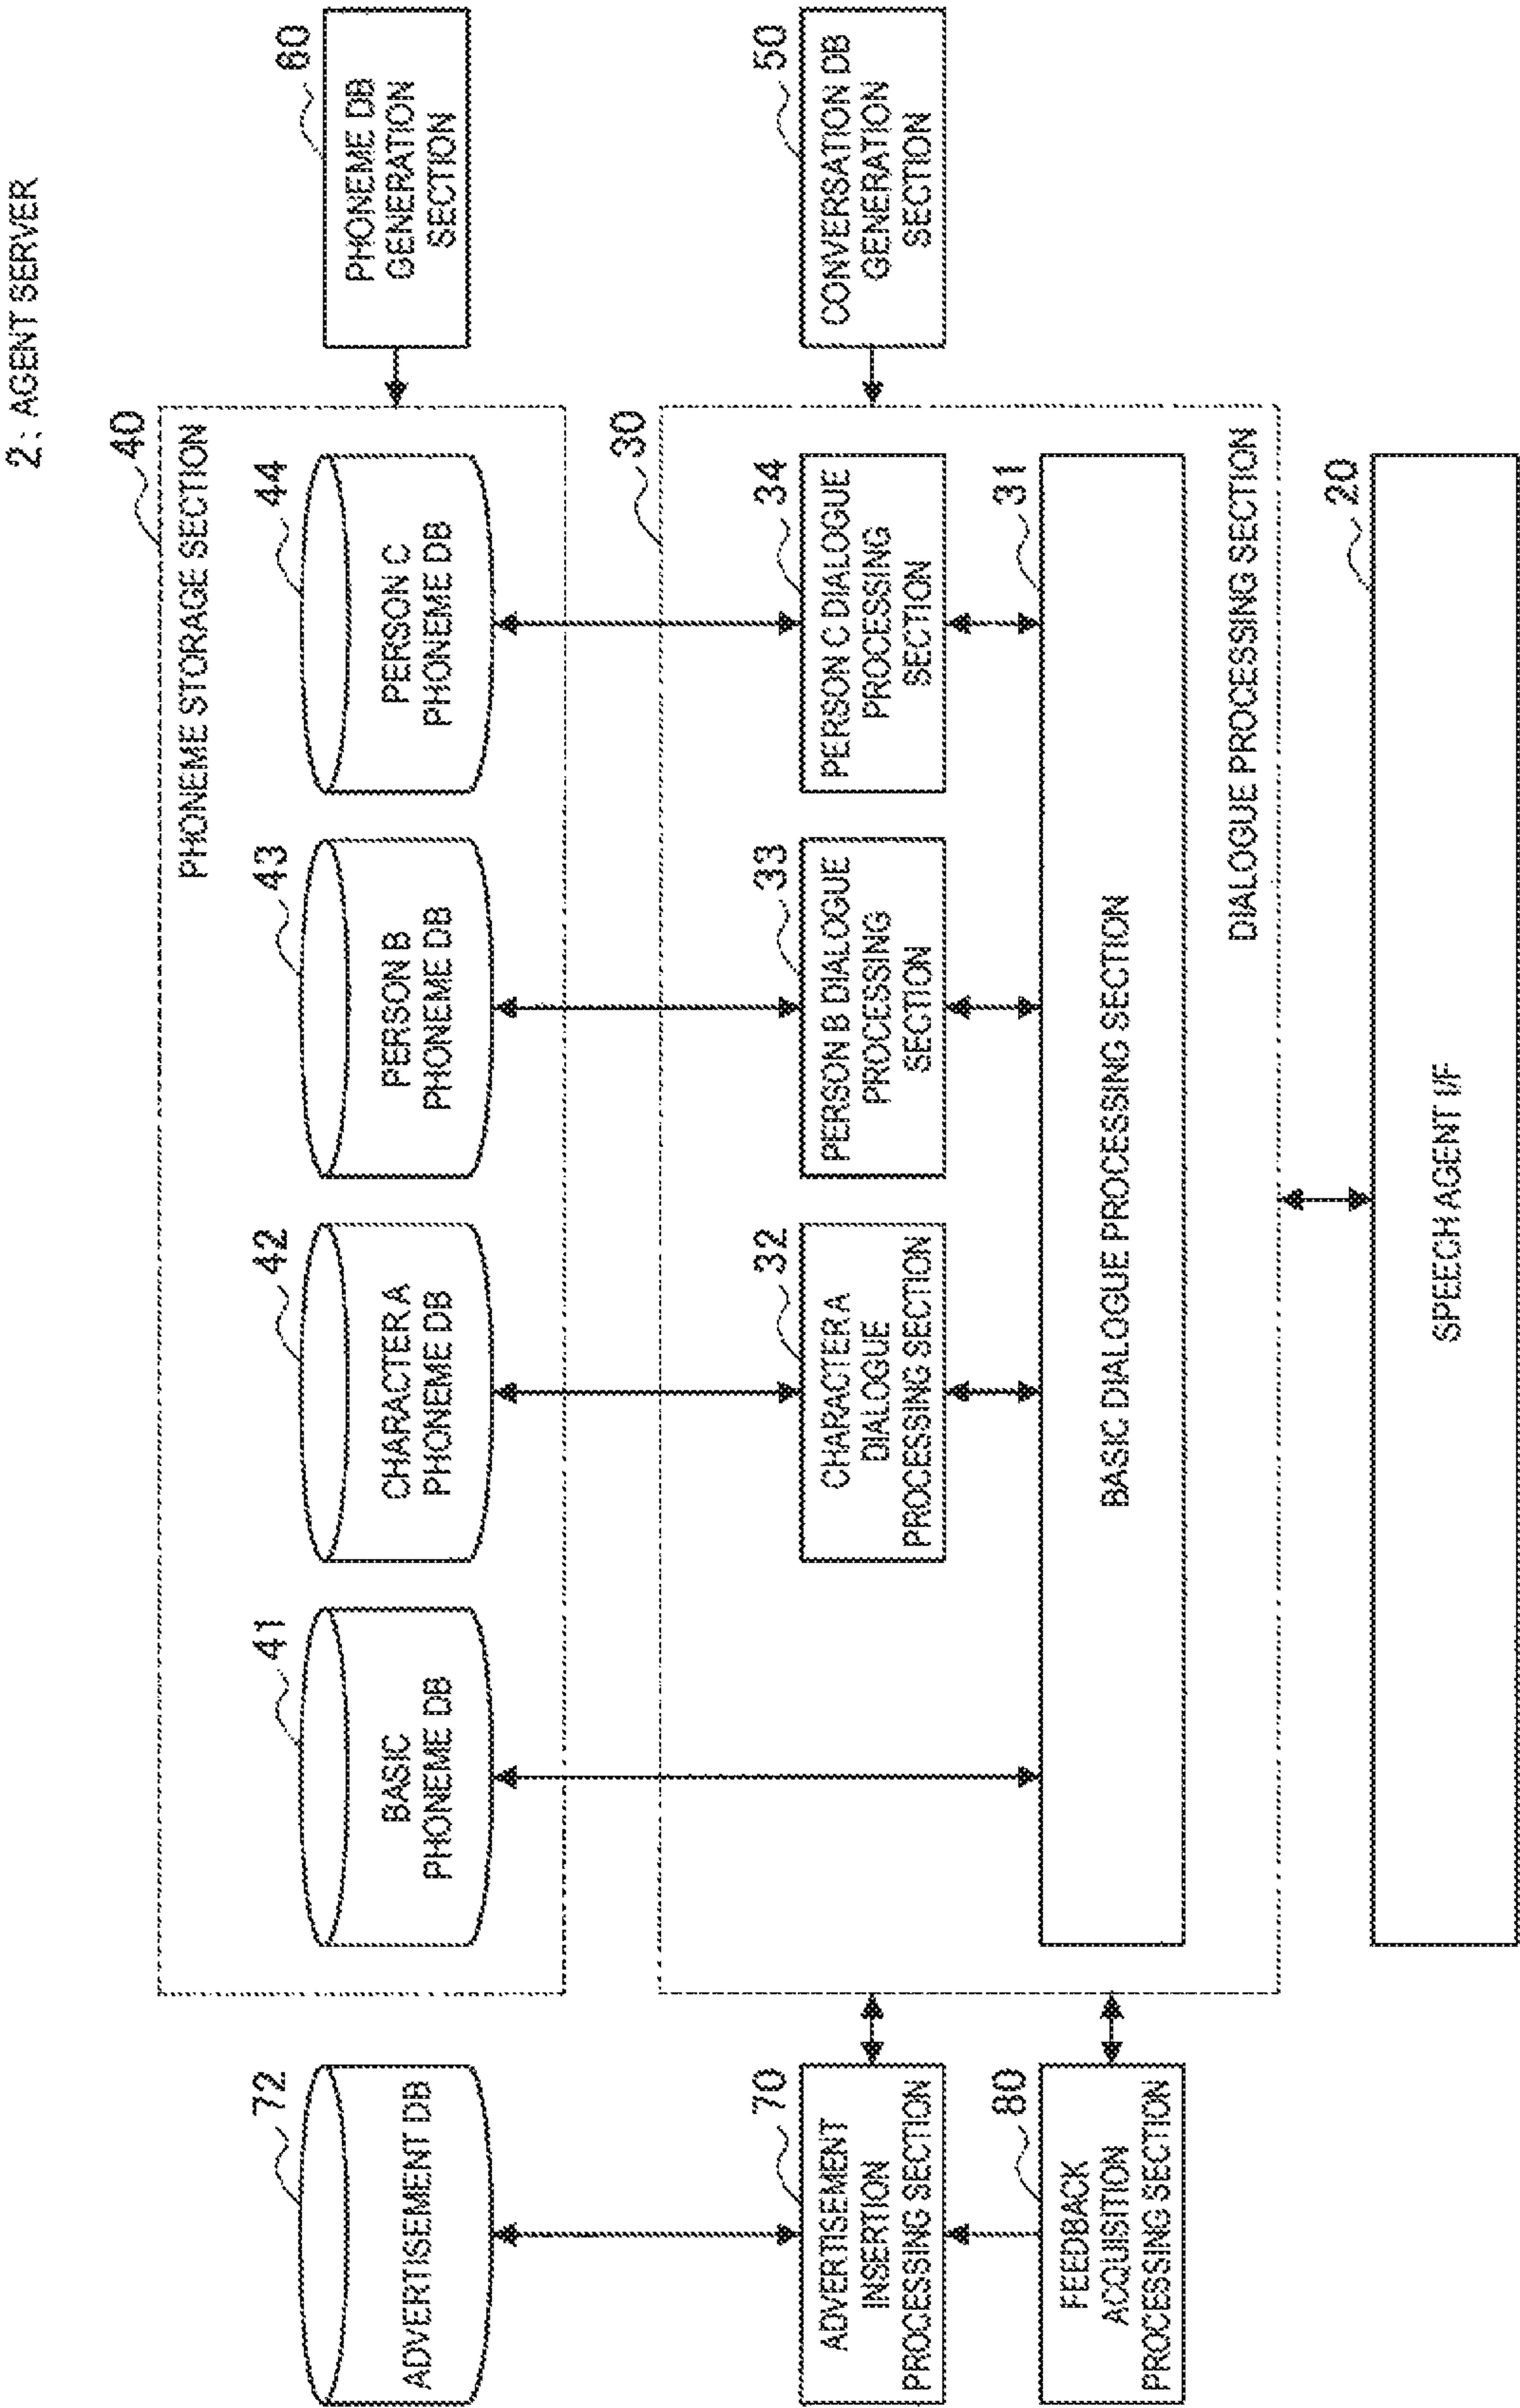 2: AGENT SERVER
72
ADVERTISEMENT DB
40
PHONEME STORAGE SECTION
41
BASIC
PHONEME DB
42
CHARACTER A
PHONEME DB
43
PERSON B
PHONEME DB
44
PERSON C
PHONEME DB
60
PHONEME DB
GENERATION
SECTION
70
ADVERTISEMENT
INSERTION
PROCESSING SECTION
30
32
CHARACTER A
DIALOGUE
PROCESSING SECTION
33
PERSON B DIALOGUE
PROCESSING
SECTION
34
PERSON C DIALOGUE
PROCESSING
SECTION
50
CONVERSATION DB
GENERATION
SECTION
80
FEEDBACK
ACQUISITION
PROCESSING SECTION
31
BASIC DIALOGUE PROCESSING SECTION
DIALOGUE PROCESSING SECTION
20
SPEECH AGENT I/F